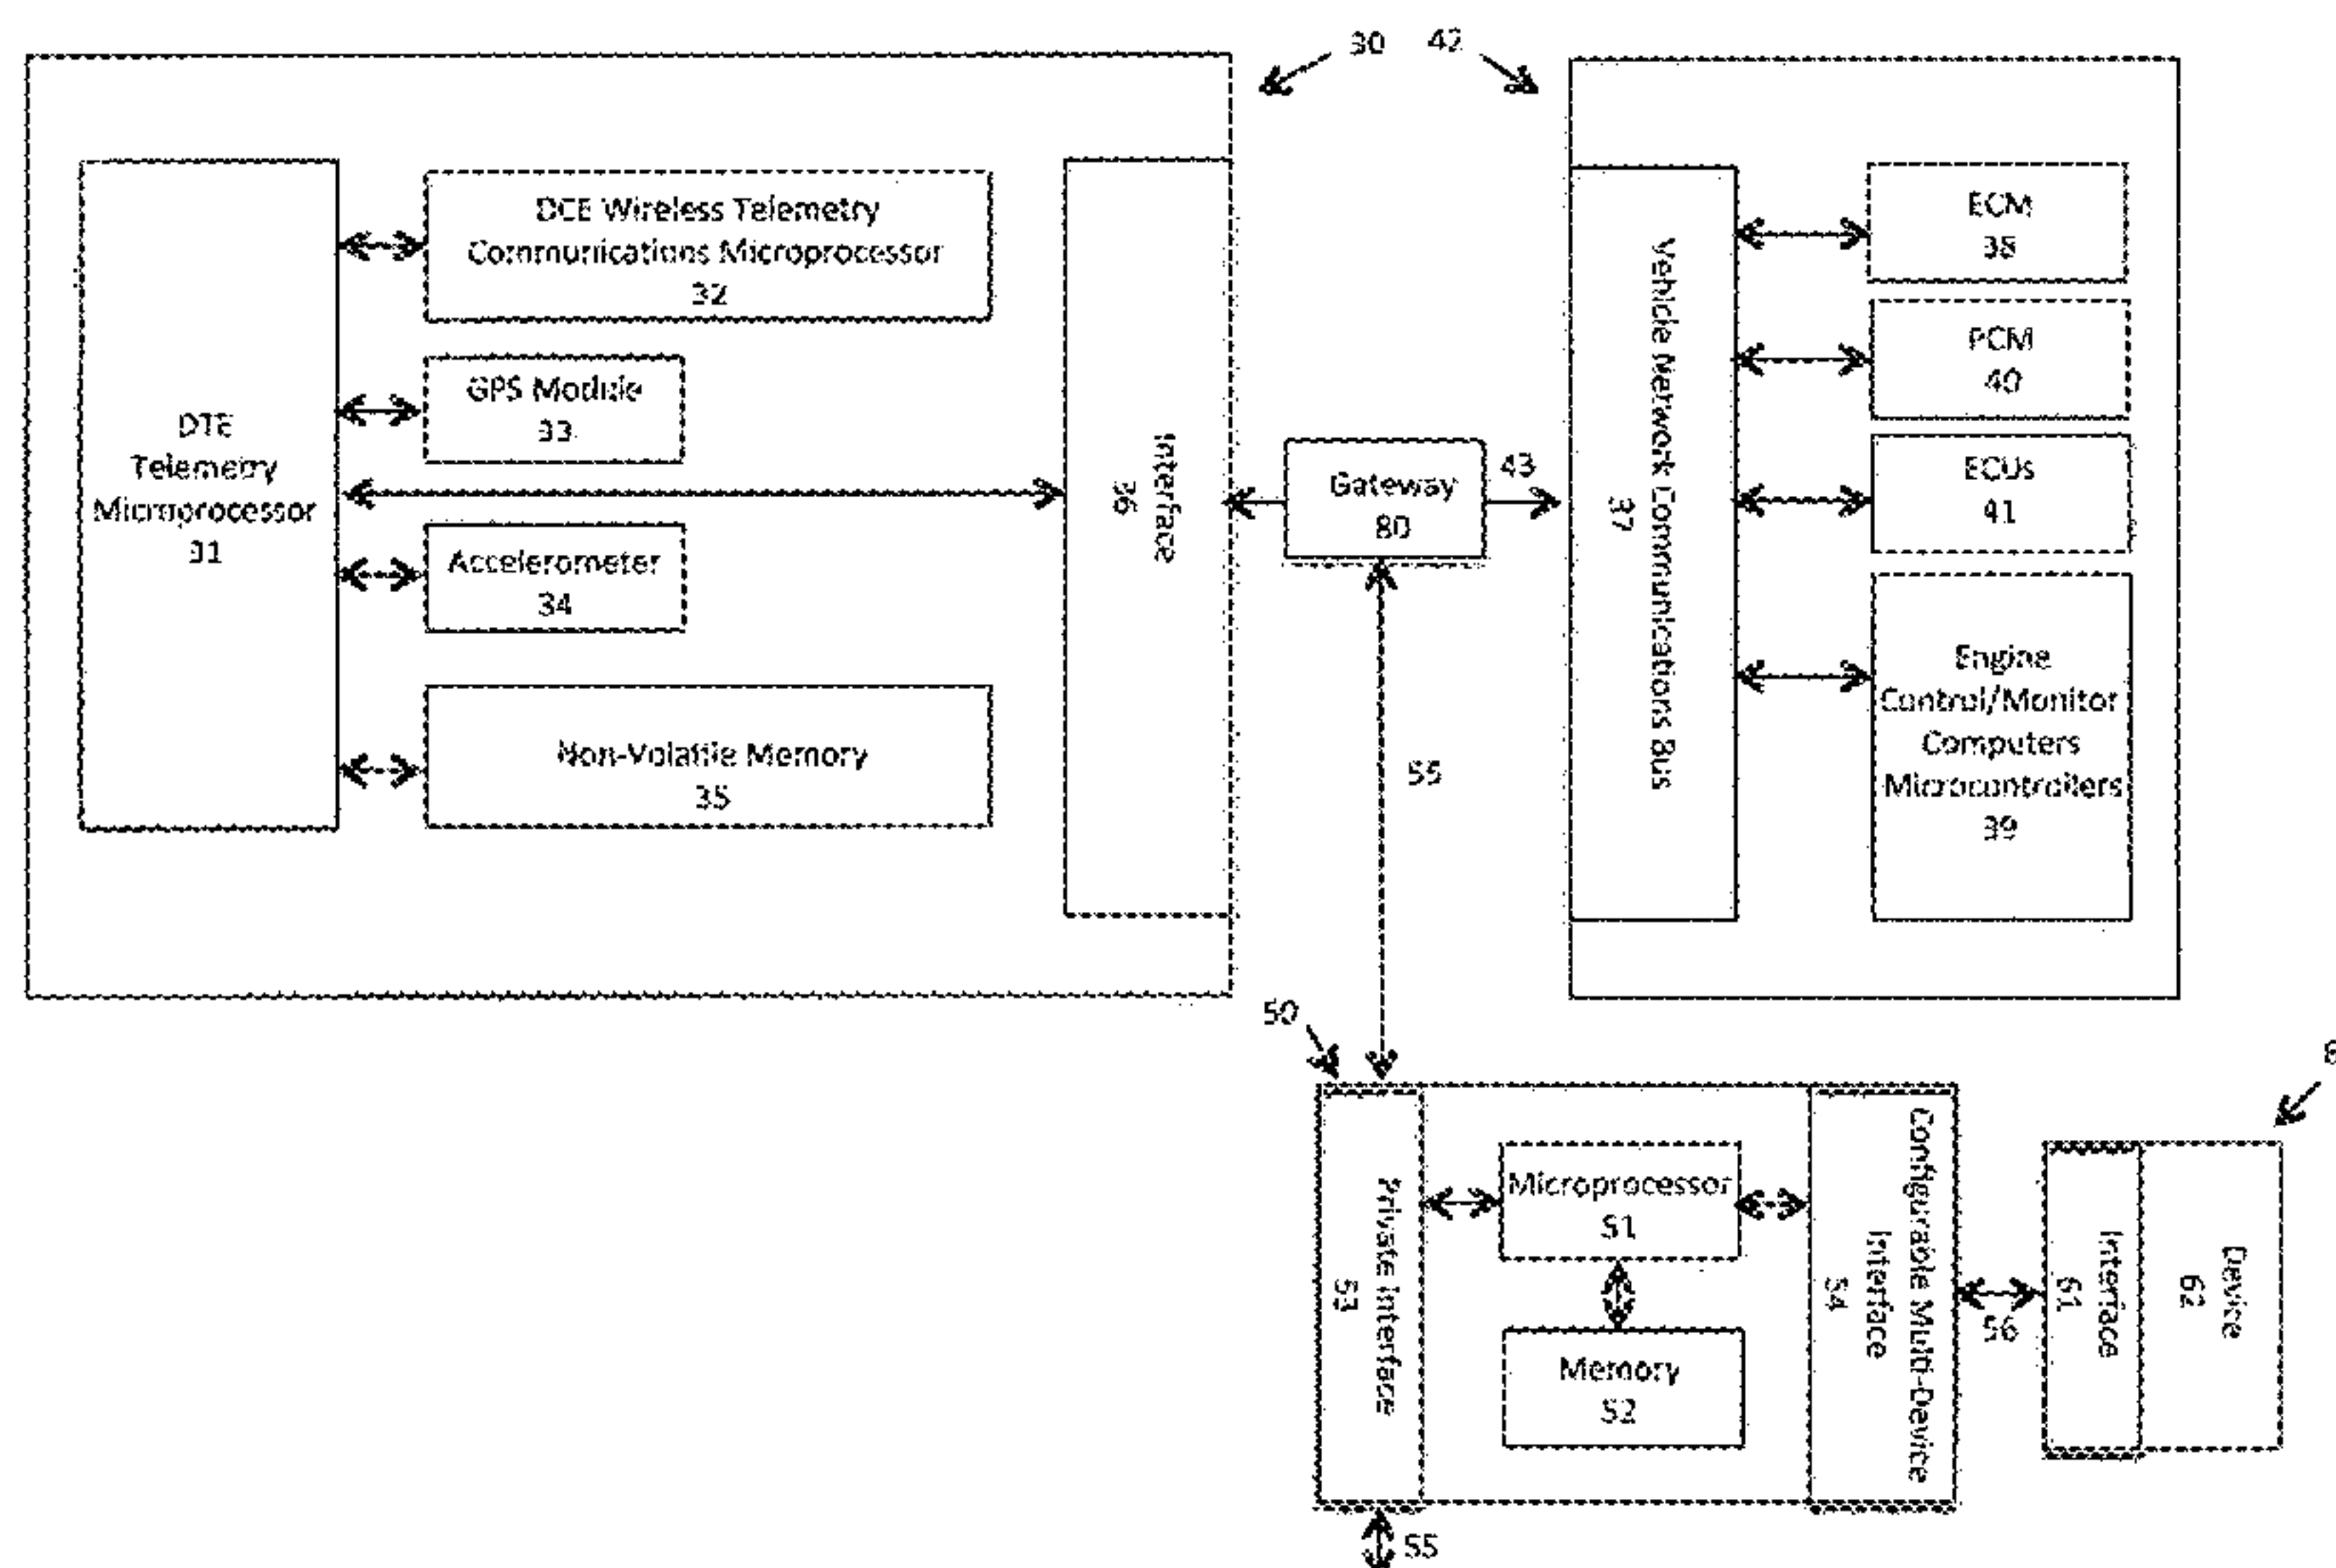 30
42
DTE
Telemetry
Microprocessor
31
DCE Wireless Telemetry
Communications Microprocessor
32
GPS Module
33
Accelerometer
34
Non-Volatile Memory
35
Interface
36
Gateway
80
43
55
Vehicle Network Communications Bus
37
ECM
38
PCM
40
ECUs
41
Engine
Control/Monitor
Computers
Microcontrollers
39
50
Private Interface
53
Microprocessor
51
Memory
52
Configurable Multi-Device
Interface
54
56
Interface
61
Device
62
55